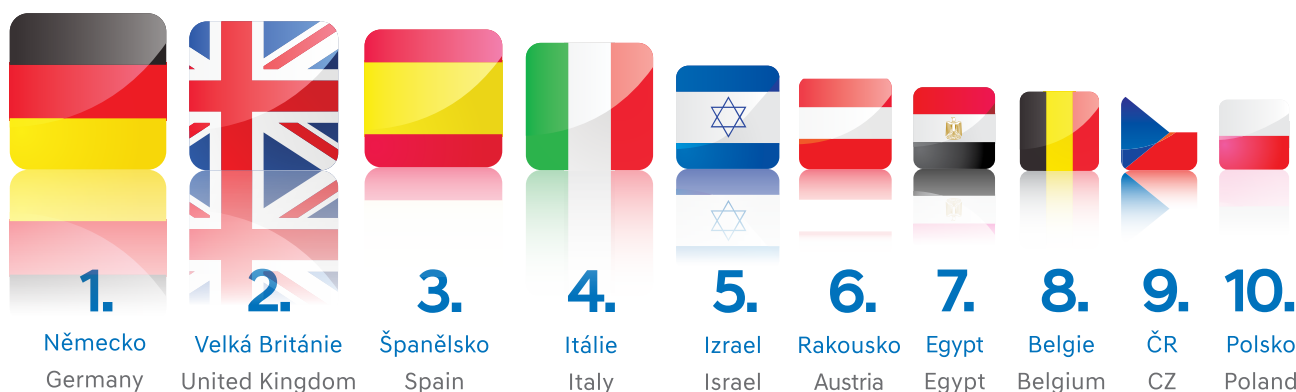 1. 2. 3. 4. 5. 6. 7. 8. 9. 10.
Německo Velká Británie Španělsko Itálie Izrael Rakousko Egypt Belgie ČR Polsko
Germany United Kingdom Spain Italy Israel Austria Egypt Belgium CZ Poland